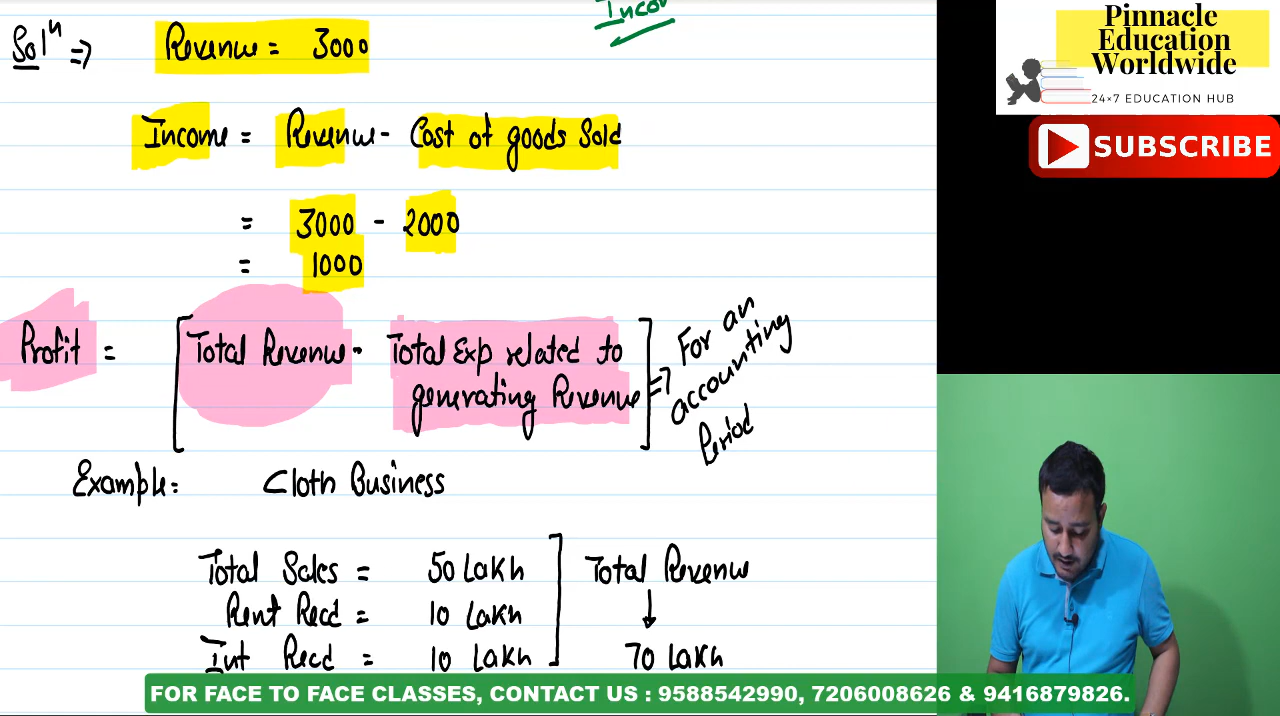 Incom
Solⁿ ⇒ Revenue = 3000
Income = Revenue - Cost of goods Sold
= 3000 - 2000
= 1000
Profit = [Total Revenue - Total Exp related to generating Revenue] ⇒ For an accounting Period
Example: Cloth Business
Total Sales = 50 Lakh
Rent Recd = 10 Lakh
Int Recd = 10 Lakh
Total Revenue
↓
70 Lakh
Pinnacle
Education
Worldwide
24×7 EDUCATION HUB
SUBSCRIBE
FOR FACE TO FACE CLASSES, CONTACT US : 9588542990, 7206008626 & 9416879826.